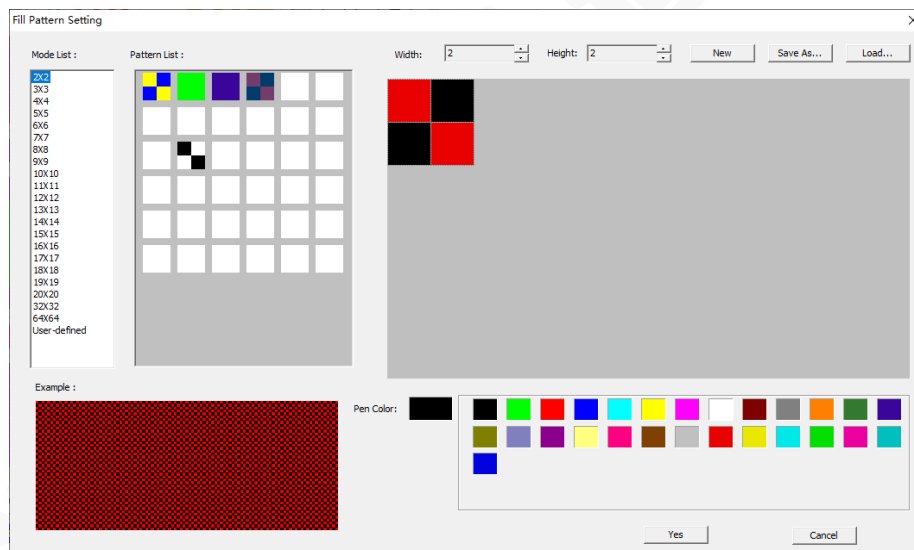 Fill Pattern Setting
Mode List :
Pattern List :
Width: 2
Height: 2
New
Save As...
Load...
2X2
3X3
4X4
5X5
6X6
7X7
8X8
9X9
10X10
11X11
12X12
13X13
14X14
15X15
16X16
17X17
18X18
19X19
20X20
32X32
64X64
User-defined
Example :
Pen Color:
Yes
Cancel